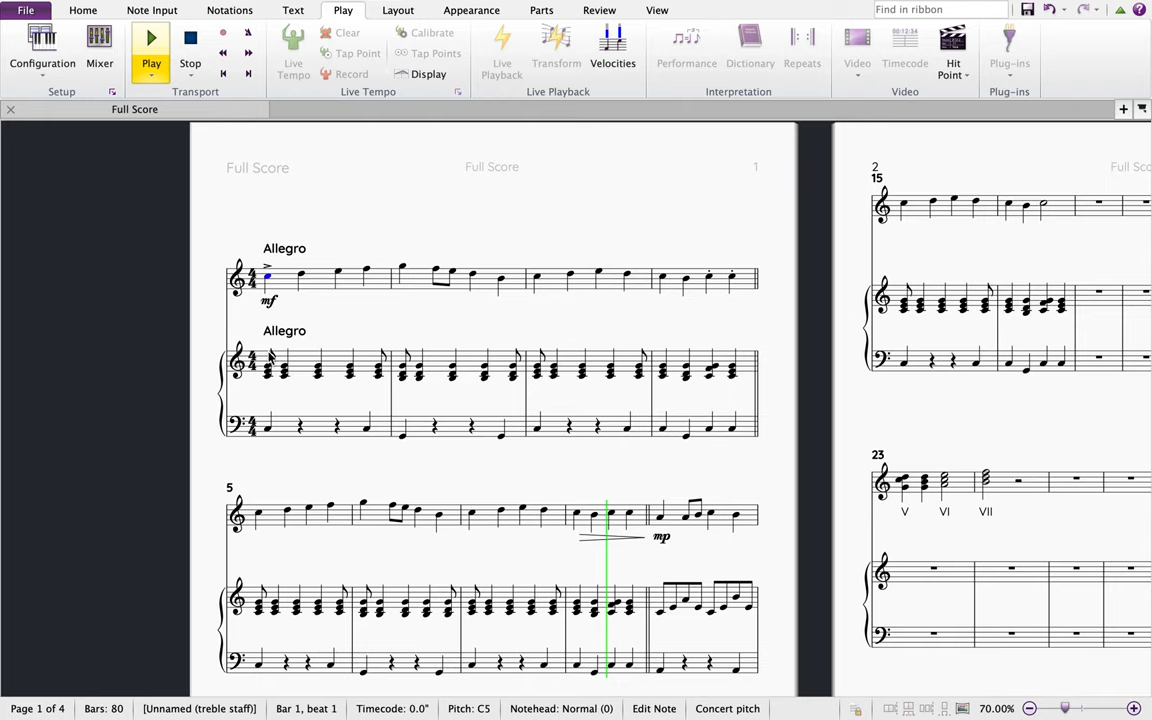 File Home Note Input Notations Text Play Layout Appearance Parts Review View Find in ribbon
Configuration Mixer Play Stop Live Tempo Clear Tap Point Record Calibrate Tap Points Display Live Playback Transform Velocities Performance Dictionary Repeats Video Timecode Hit Point Plug-ins
00:12:34
Setup Transport Live Tempo Live Playback Interpretation Video Plug-ins
Full Score
Full Score Full Score 1
2 Full Sco
15
Allegro
mf
Allegro
23
V VI VII
5
mp
Page 1 of 4 Bars: 80 [Unnamed (treble staff)] Bar 1, beat 1 Timecode: 0.0" Pitch: C5 Notehead: Normal (0) Edit Note Concert pitch 70.00%